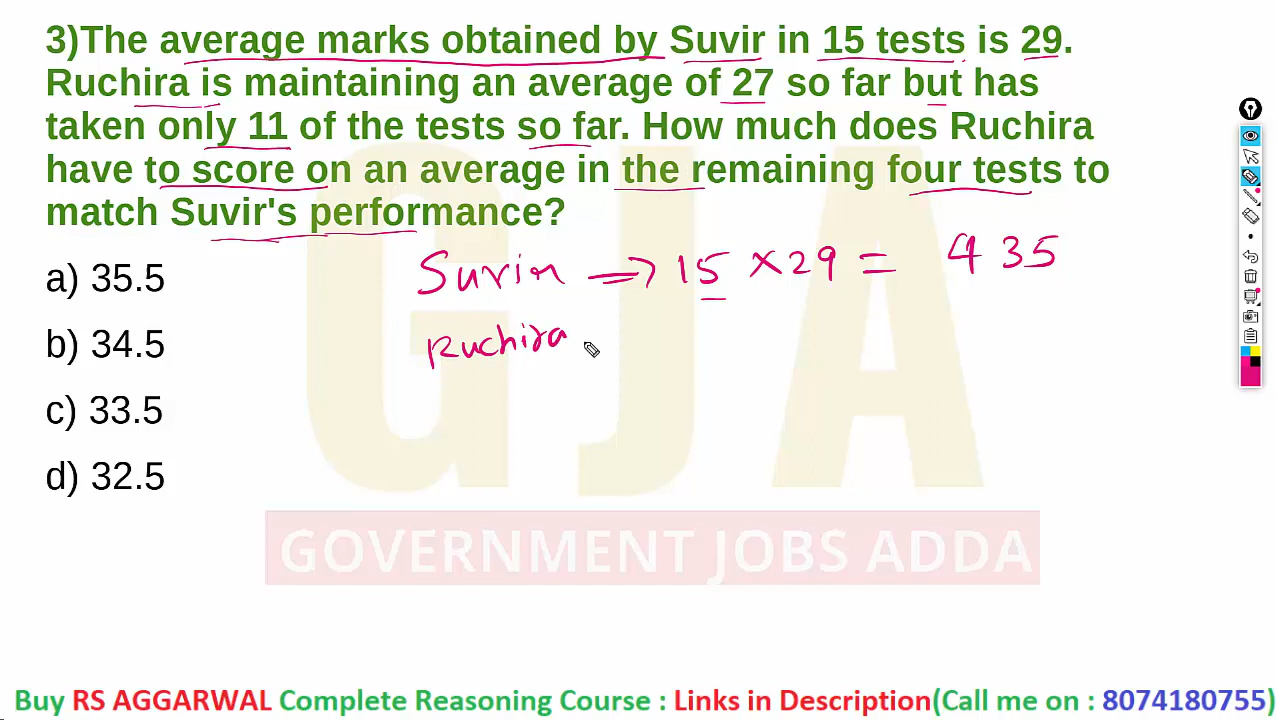 3)The average marks obtained by Suvir in 15 tests is 29.
Ruchira is maintaining an average of 27 so far but has
taken only 11 of the tests so far. How much does Ruchira
have to score on an average in the remaining four tests to
match Suvir's performance?
a) 35.5
b) 34.5
c) 33.5
d) 32.5
Suvir ⇒ 15 × 29 = 435
Ruchira
GJA
GOVERNMENT JOBS ADDA
Buy RS AGGARWAL Complete Reasoning Course : Links in Description(Call me on : 8074180755)